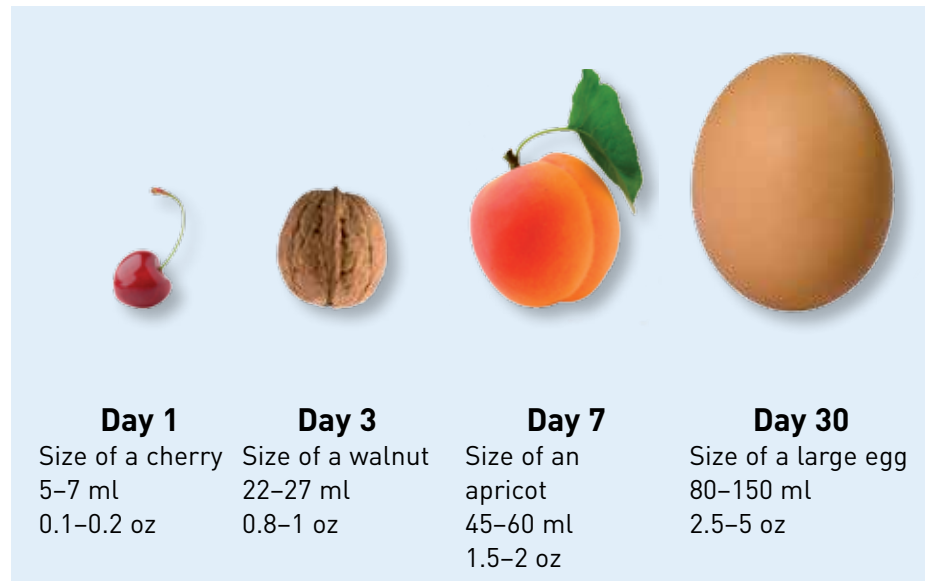 Day 1
Size of a cherry
5–7 ml
0.1–0.2 oz
Day 3
Size of a walnut
22–27 ml
0.8–1 oz
Day 7
Size of an
apricot
45–60 ml
1.5–2 oz
Day 30
Size of a large egg
80–150 ml
2.5–5 oz